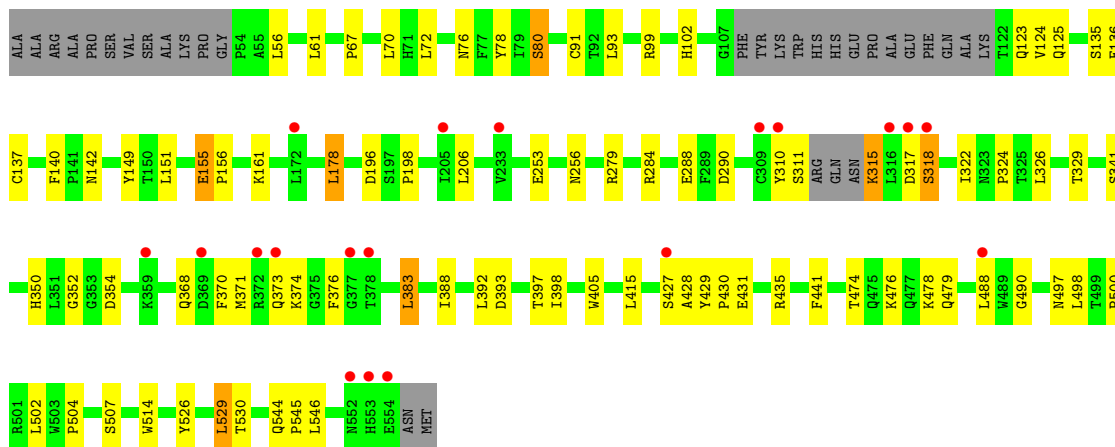 ALA ALA ARG ALA PRO SER VAL SER ALA LYS PRO GLY P54 A55 L56 L61 P67 L70 H71 L72 N76 F77 Y78 I79 S80 C91 T92 L93 R99 H102 G107 PHE TYR LYS TRP HIS HIS GLU PRO ALA GLU PHE GLN ALA LYS T122 Q123 V124 Q125 S135
C137 F140 P141 N142 Y149 T150 L151 E155 P156 K161 L172 L178 D196 S197 P198 I205 L206 V233 E253 N256 R279 R284 E288 F289 D290 C309 Y310 S311 ARG GLN ASN K315 L316 D317 S318 I322 N323 P324 T325 L326 T329
H350 L351 G352 G353 D354 K359 Q368 D369 F370 M371 R372 Q373 K374 G375 F376 G377 T378 L383 I388 L392 D393 T397 I398 W405 L415 S427 A428 Y429 P430 E431 R435 F441 T474 Q475 K476 Q477 K478 Q479 L488 W489 G490 N497 L498 T499
R501 L502 W503 P504 S507 W514 Y526 L529 T530 Q544 P545 L546 N552 H553 E554 ASN MET